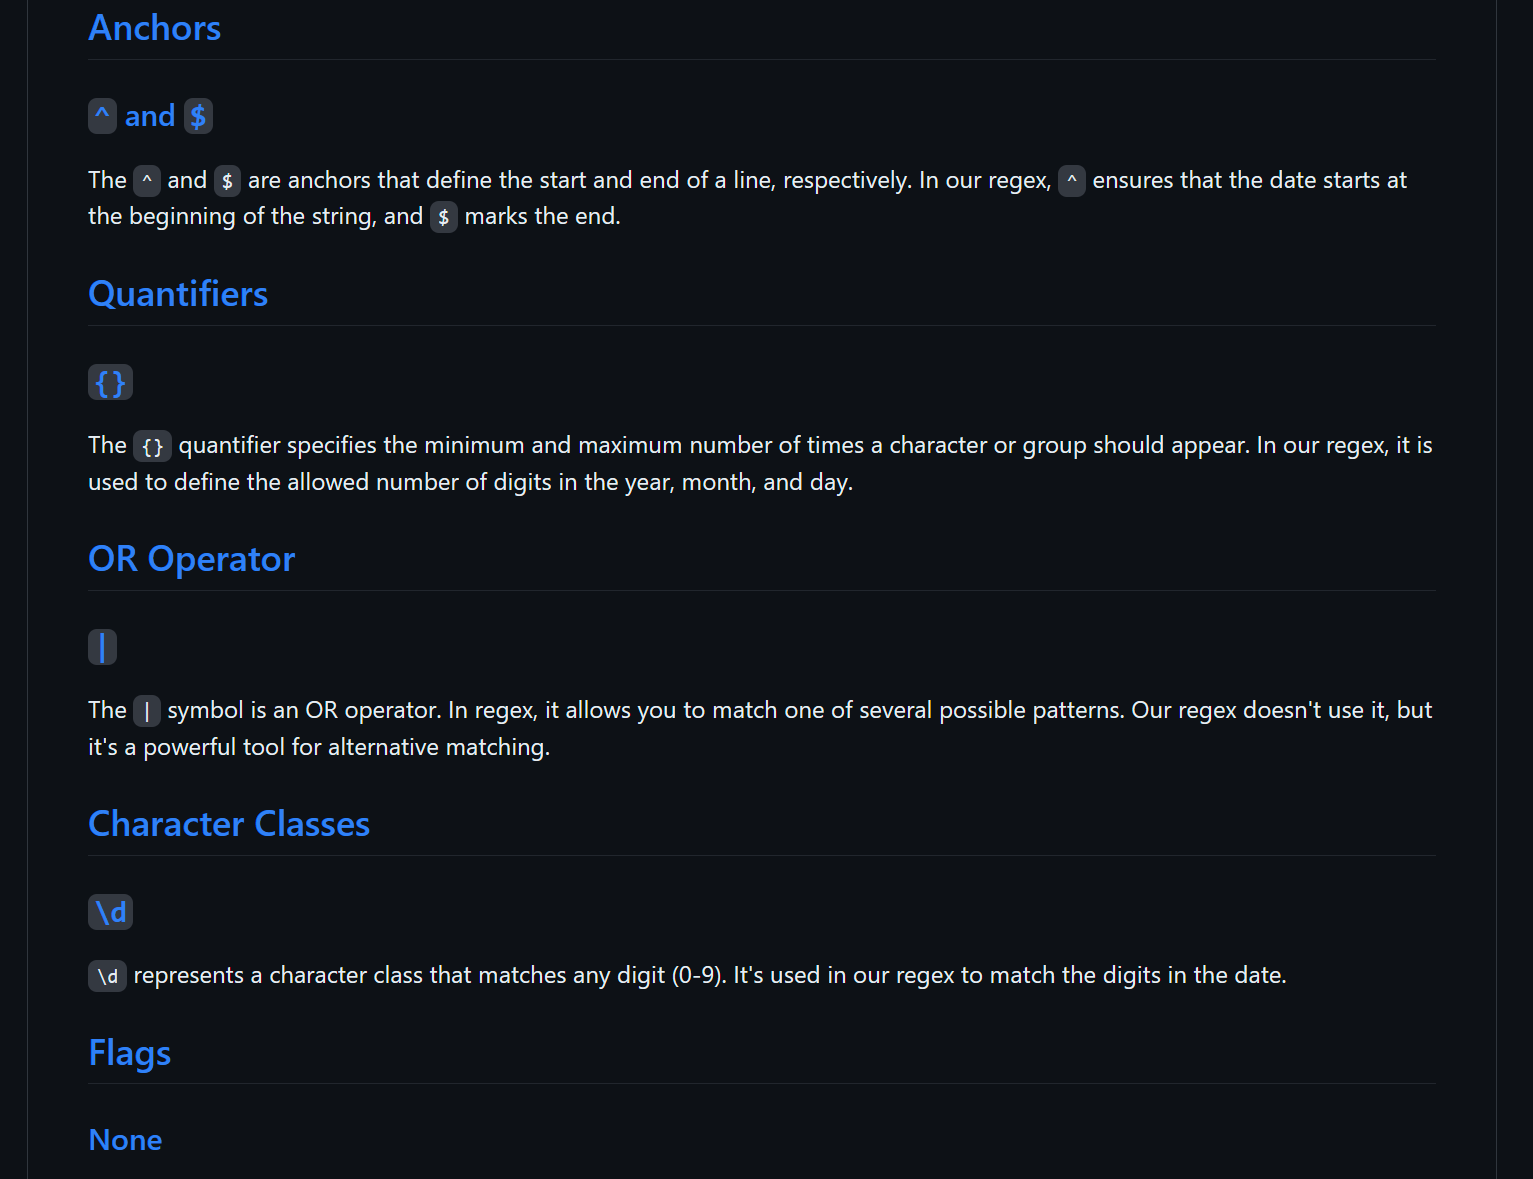 Anchors
^ and $
The ^ and $ are anchors that define the start and end of a line, respectively. In our regex, ^ ensures that the date starts at
the beginning of the string, and $ marks the end.
Quantifiers
{}
The {} quantifier specifies the minimum and maximum number of times a character or group should appear. In our regex, it is
used to define the allowed number of digits in the year, month, and day.
OR Operator
|
The | symbol is an OR operator. In regex, it allows you to match one of several possible patterns. Our regex doesn't use it, but
it's a powerful tool for alternative matching.
Character Classes
\d
\d represents a character class that matches any digit (0-9). It's used in our regex to match the digits in the date.
Flags
None